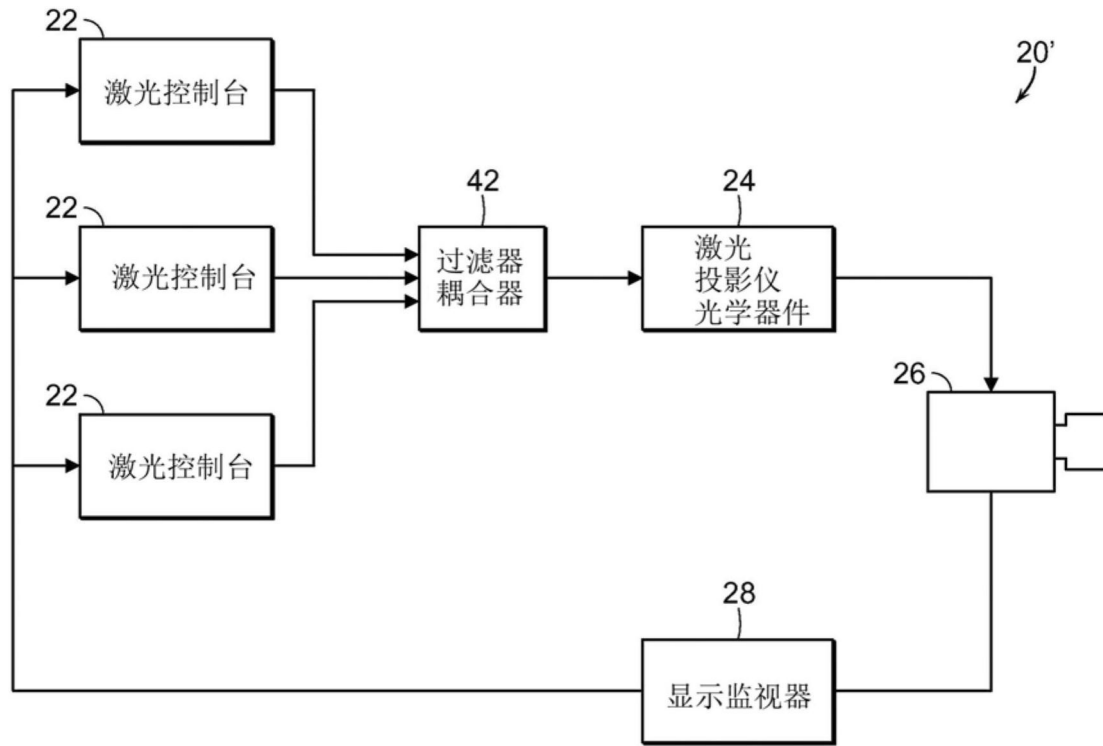 22
激光控制台
20’
22
激光控制台
42
过滤器
耦合器
24
激光
投影仪
光学器件
22
激光控制台
26
28
显示监视器